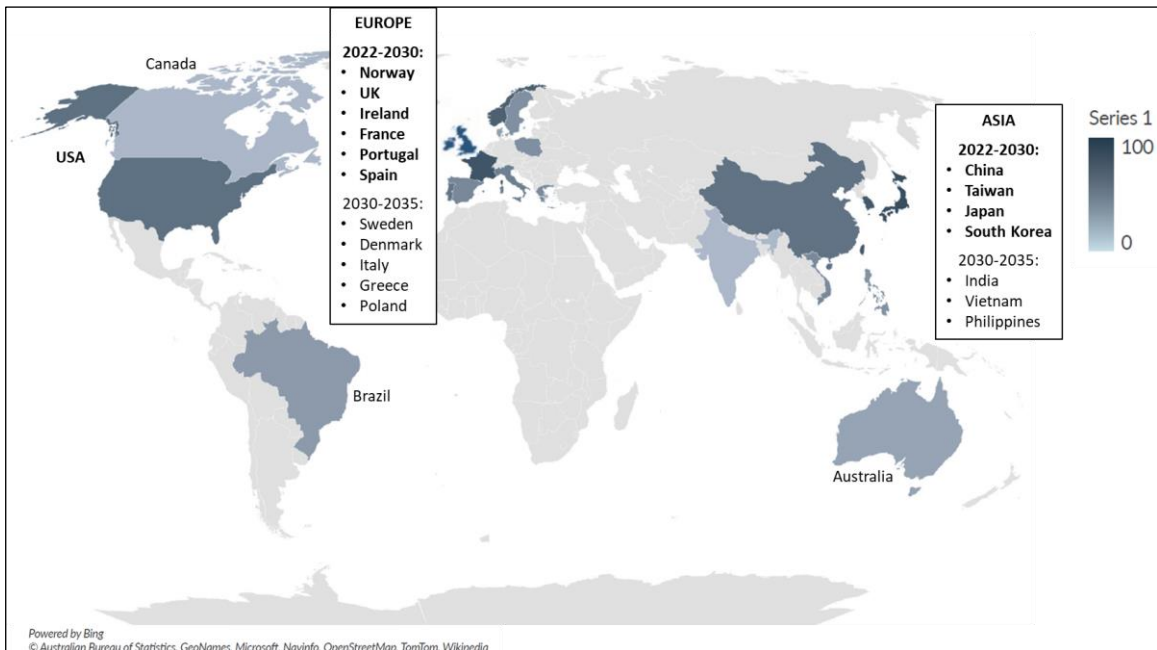 Canada
USA
EUROPE
2022-2030:
• Norway
• UK
• Ireland
• France
• Portugal
• Spain
2030-2035:
• Sweden
• Denmark
• Italy
• Greece
• Poland
ASIA
2022-2030:
• China
• Taiwan
• Japan
• South Korea
2030-2035:
• India
• Vietnam
• Philippines
Series 1
100
0
Brazil
Australia
Powered by Bing
© Australian Bureau of Statistics, GeoNames, Microsoft, Navinfo, OpenStreetMap, TomTom, Wikipedia